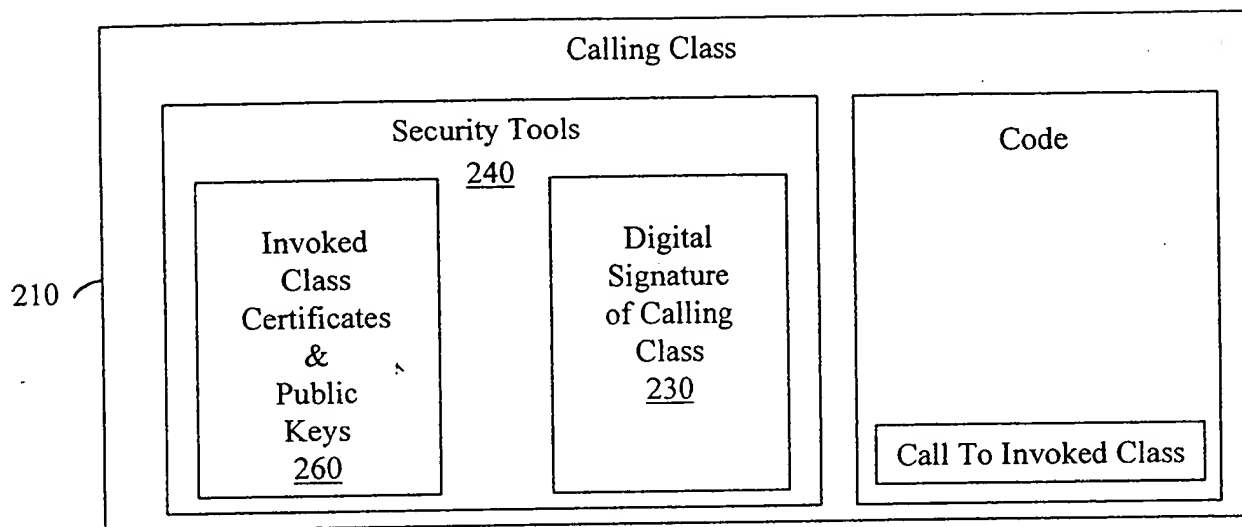 Calling Class
Security Tools
240
Code
Invoked
Class
Certificates
&
Public
Keys
260
Digital
Signature
of Calling
Class
230
210
Call To Invoked Class